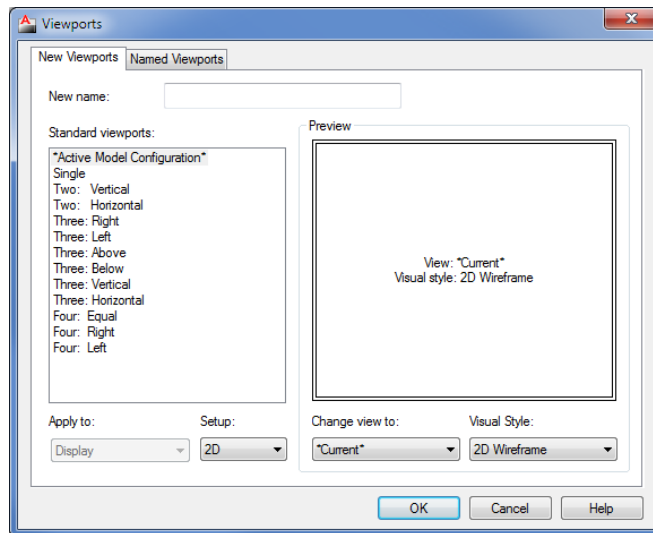 Viewports
New Viewports
Named Viewports
New name:
Standard viewports:
*Active Model Configuration*
Single
Two: Vertical
Two: Horizontal
Three: Right
Three: Left
Three: Above
Three: Below
Three: Vertical
Three: Horizontal
Four: Equal
Four: Right
Four: Left
Preview
View: *Current*
Visual style: 2D Wireframe
Apply to:
Setup:
Change view to:
Visual Style:
Display
2D
*Current*
2D Wireframe
OK
Cancel
Help